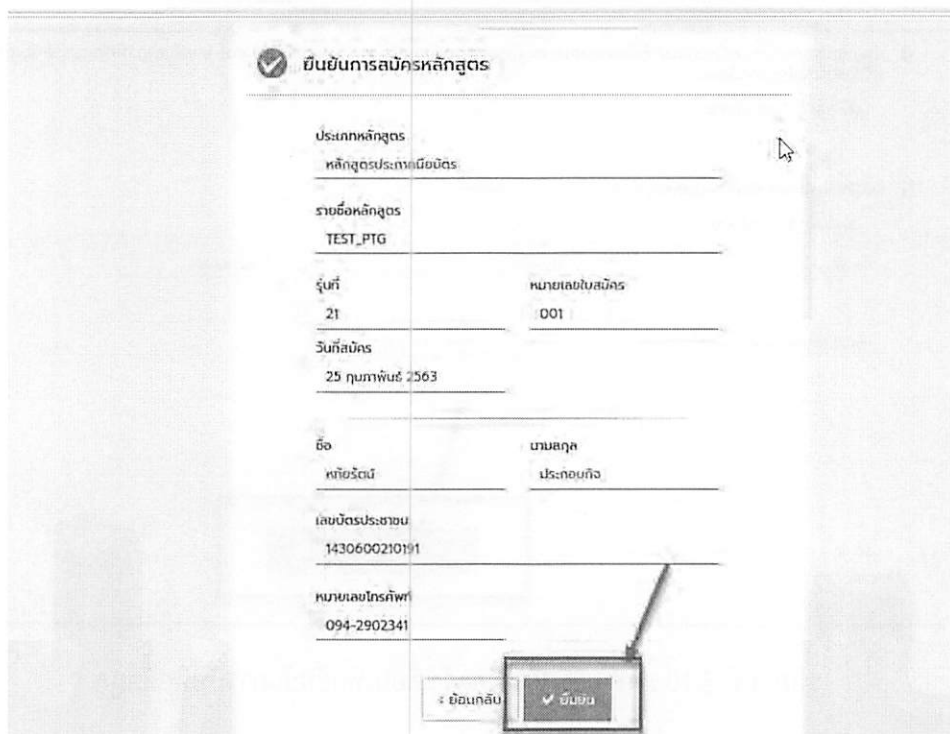 ยืนยันการสมัครหลักสูตร
ประเภทหลักสูตร
หลักสูตรประกาศนียบัตร
รายชื่อหลักสูตร
TEST_PTG
รุ่นที่ หมายเลขใบสมัคร
21 001
วันที่สมัคร
25 กุมภาพันธ์ 2563
ชื่อ นามสกุล
หทัยรัตน์ ประกอบกิจ
เลขบัตรประชาชน
1430600210191
หมายเลขโทรศัพท์
094-2902341
< ย้อนกลับ ยืนยัน